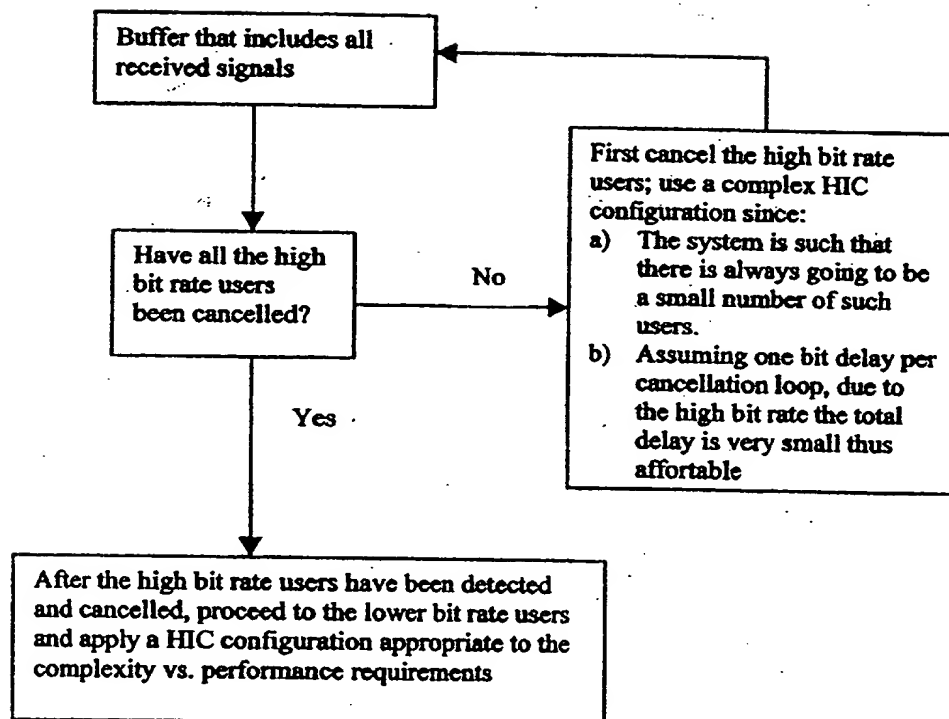 Buffer that includes all
received signals
Have all the high
bit rate users
been cancelled?
No
First cancel the high bit rate
users; use a complex HIC
configuration since:
a) The system is such that
there is always going to be
a small number of such
users.
b) Assuming one bit delay per
cancellation loop, due to
the high bit rate the total
delay is very small thus
affortable
Yes
After the high bit rate users have been detected
and cancelled, proceed to the lower bit rate users
and apply a HIC configuration appropriate to the
complexity vs. performance requirements